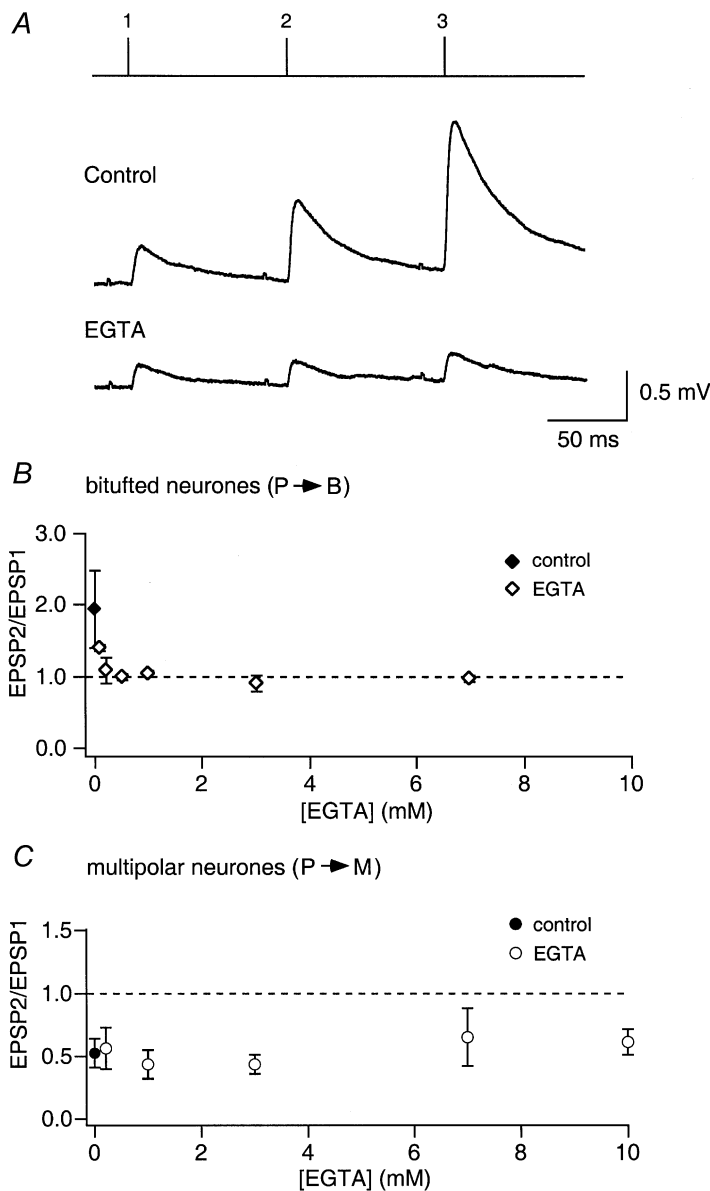 A
1 2 3
Control
EGTA
0.5 mV
50 ms
B
bitufted neurones (P → B)
EPSP2/EPSP1
3.0
2.0
1.0
0.0
control
EGTA
0 2 4 6 8 10
[EGTA] (mM)
C
multipolar neurones (P → M)
EPSP2/EPSP1
1.5
1.0
0.5
0.0
control
EGTA
0 2 4 6 8 10
[EGTA] (mM)